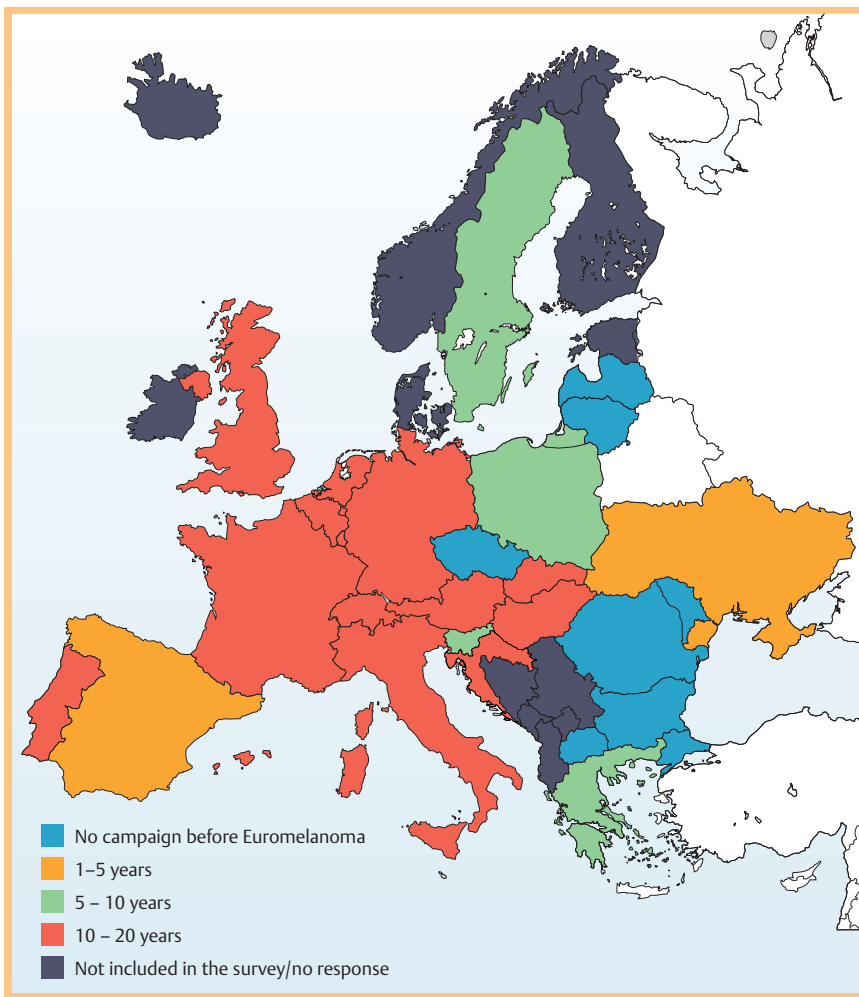 No campaign before Euromelanoma
1–5 years
5 – 10 years
10 – 20 years
Not included in the survey/no response